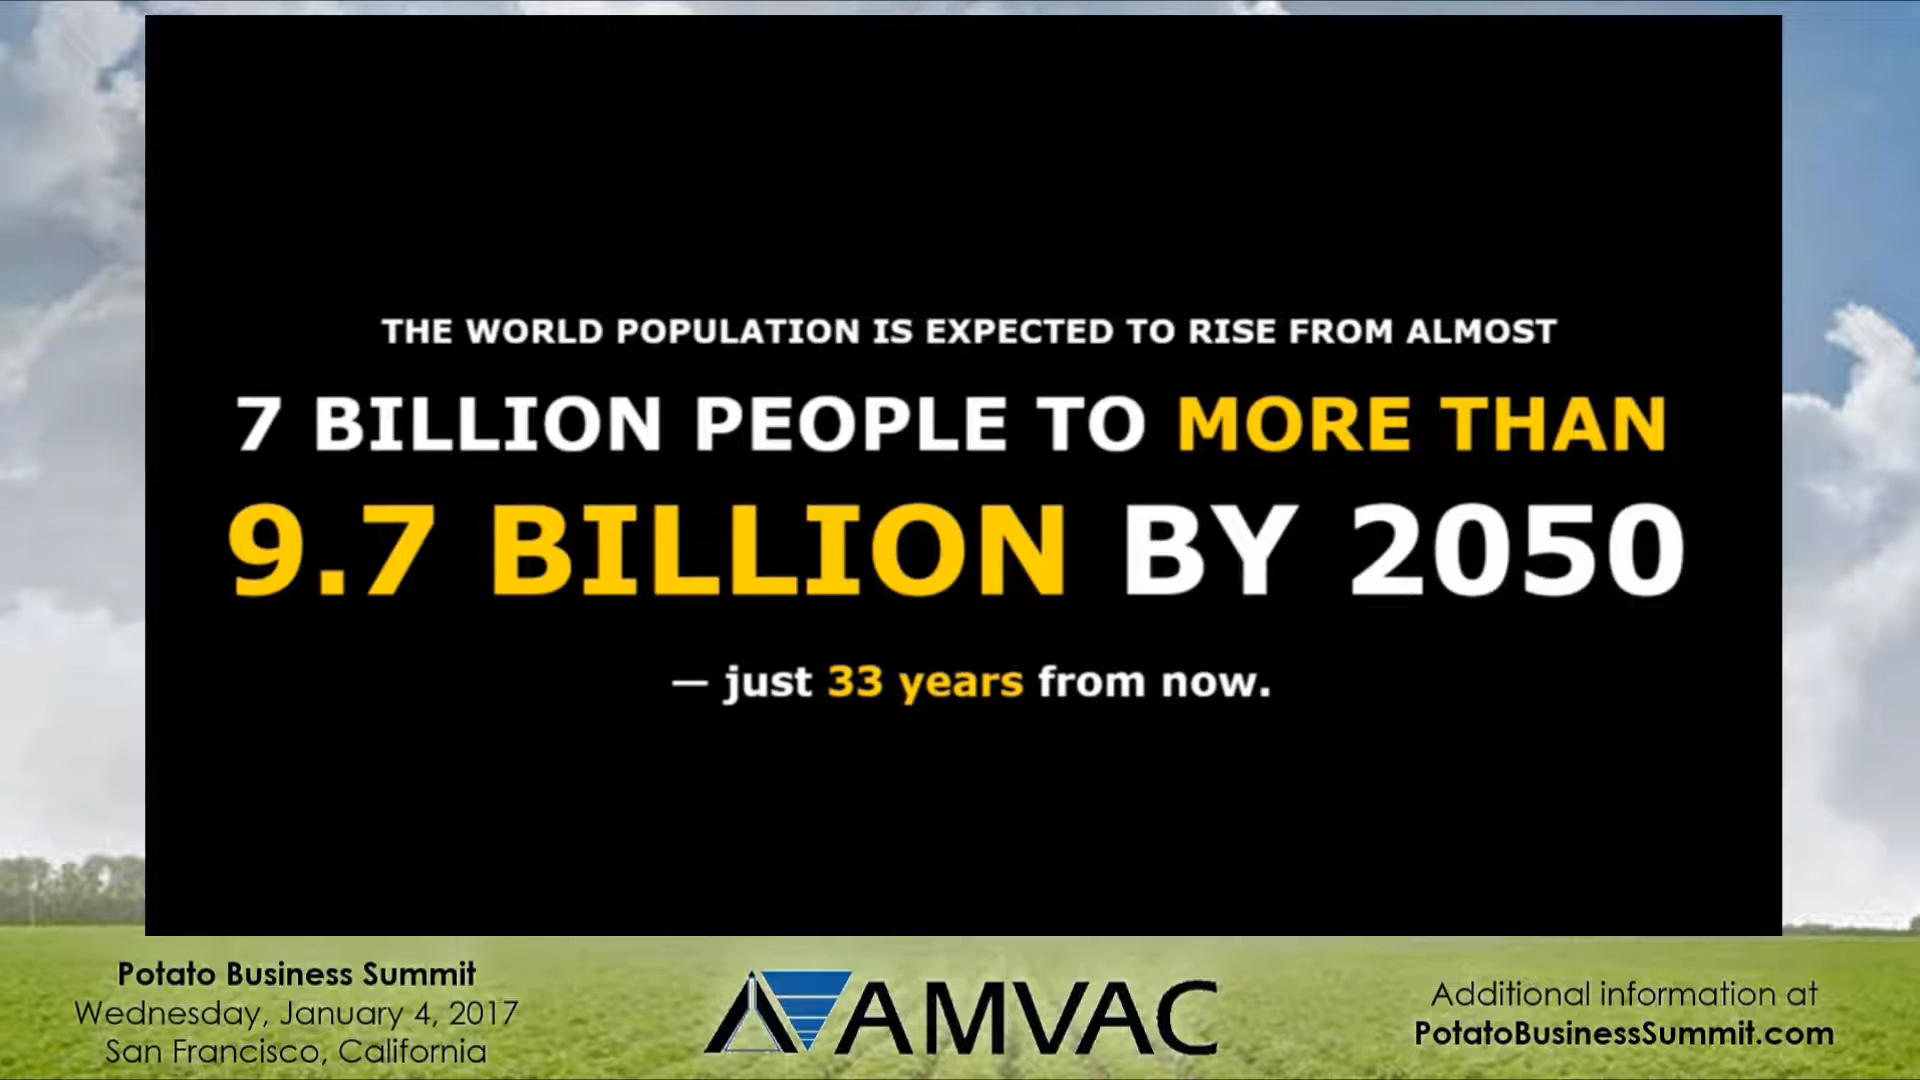 THE WORLD POPULATION IS EXPECTED TO RISE FROM ALMOST
7 BILLION PEOPLE TO MORE THAN
9.7 BILLION BY 2050
— just 33 years from now.
Potato Business Summit
Wednesday, January 4, 2017
San Francisco, California
AMVAC
Additional information at
PotatoBusinessSummit.com